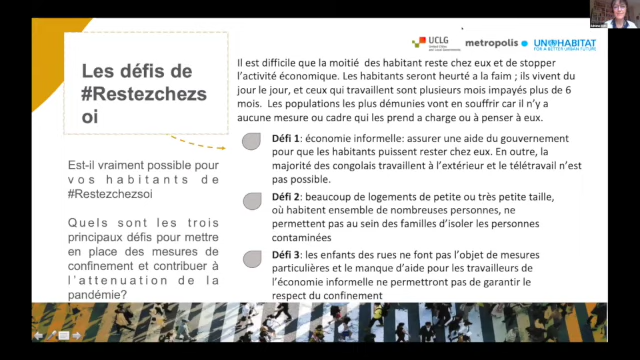 UCLG
metropolis
UN HABITAT
FOR A BETTER URBAN FUTURE
Les défis de
#Restezchezs
oi
Est-il vraiment possible pour
vos habitants de
#Restezchezsoi
Quels sont les trois
principaux défis pour mettre
en place des mesures de
confinement et contribuer à
l'attenuation de la
pandémie?
Il est difficile que la moitié des habitant reste chez eux et de stopper
l'activité économique. Les habitants seront heurté a la faim ; ils vivent du
jour le jour, et ceux qui travaillent sont plusieurs mois impayés plus de 6
mois. Les populations les plus démunies vont en souffrir car il n'y a
aucune mesure ou cadre qui les prend a charge ou à penser à eux.
Défi 1: économie informelle: assurer une aide du gouvernement
pour que les habitants puissent rester chez eux. En outre, la
majorité des congolais travaillent à l'extérieur et le télétravail n'est
pas possible.
Défi 2: beaucoup de logements de petite ou très petite taille,
où habitent ensemble de nombreuses personnes, ne
permettent pas au sein des familles d'isoler les personnes
contaminées
Défi 3: les enfants des rues ne font pas l'objet de mesures
particulières et le manque d'aide pour les travailleurs de
l'économie informelle ne permettront pas de garantir le
respect du confinement